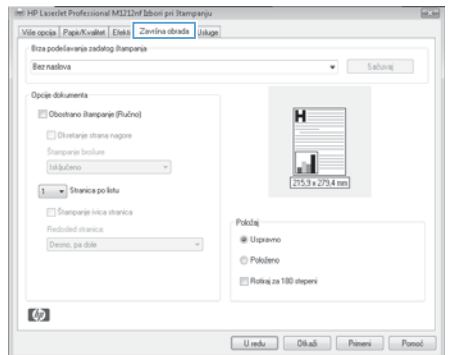 HP LaserJet Professional M1212nf Izbori pri štampanju
Više opcija Papir/Kvalitet Efekti Završna obrada Usluge
Brza podešavanja zadatog štampanja
Bez naslova
Sačuvaj
Opcije dokumenta
Obostrano štampanje (Ručno)
Okretanje strana nagore
Štampanje brošure
Isključeno
1 Stranica po listu
Štampanje ivica stranica
Redosled stranica:
Desno, pa dole
H
215,9 x 279,4 mm
Položaj
Uspravno
Položeno
Rotiraj za 180 stepeni
hp
U redu Otkaži Primeni Pomoć